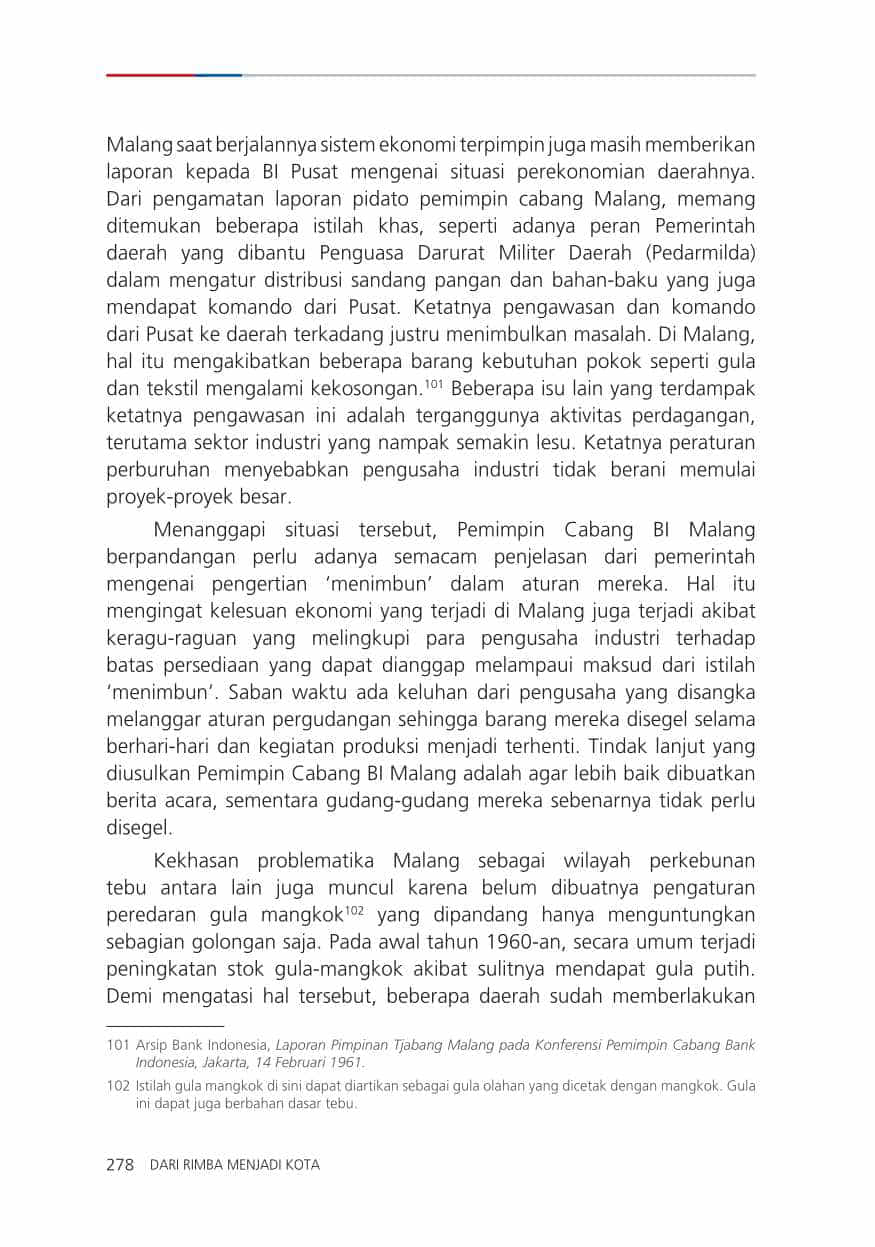 Malang saat berjalannya sistem ekonomi terpimpin juga masih memberikan
laporan kepada BI Pusat mengenai situasi perekonomian daerahnya.
Dari pengamatan laporan pidato pemimpin cabang Malang, memang
ditemukan beberapa istilah khas, seperti adanya peran Pemerintah
daerah yang dibantu Penguasa Darurat Militer Daerah (Pedarmilda)
dalam mengatur distribusi sandang pangan dan bahan-baku yang juga
mendapat komando dari Pusat. Ketatnya pengawasan dan komando
dari Pusat ke daerah terkadang justru menimbulkan masalah. Di Malang,
hal itu mengakibatkan beberapa barang kebutuhan pokok seperti gula
dan tekstil mengalami kekosongan.101 Beberapa isu lain yang terdampak
ketatnya pengawasan ini adalah terganggunya aktivitas perdagangan,
terutama sektor industri yang nampak semakin lesu. Ketatnya peraturan
perburuhan menyebabkan pengusaha industri tidak berani memulai
proyek-proyek besar.
Menanggapi situasi tersebut, Pemimpin Cabang BI Malang
berpandangan perlu adanya semacam penjelasan dari pemerintah
mengenai pengertian ‘menimbun’ dalam aturan mereka. Hal itu
mengingat kelesuan ekonomi yang terjadi di Malang juga terjadi akibat
keragu-raguan yang melingkupi para pengusaha industri terhadap
batas persediaan yang dapat dianggap melampaui maksud dari istilah
‘menimbun’. Saban waktu ada keluhan dari pengusaha yang disangka
melanggar aturan pergudangan sehingga barang mereka disegel selama
berhari-hari dan kegiatan produksi menjadi terhenti. Tindak lanjut yang
diusulkan Pemimpin Cabang BI Malang adalah agar lebih baik dibuatkan
berita acara, sementara gudang-gudang mereka sebenarnya tidak perlu
disegel.
Kekhasan problematika Malang sebagai wilayah perkebunan
tebu antara lain juga muncul karena belum dibuatnya pengaturan
peredaran gula mangkok102 yang dipandang hanya menguntungkan
sebagian golongan saja. Pada awal tahun 1960-an, secara umum terjadi
peningkatan stok gula-mangkok akibat sulitnya mendapat gula putih.
Demi mengatasi hal tersebut, beberapa daerah sudah memberlakukan
101 Arsip Bank Indonesia, Laporan Pimpinan Tjabang Malang pada Konferensi Pemimpin Cabang Bank
Indonesia, Jakarta, 14 Februari 1961.
102 Istilah gula mangkok di sini dapat diartikan sebagai gula olahan yang dicetak dengan mangkok. Gula
ini dapat juga berbahan dasar tebu.
278 DARI RIMBA MENJADI KOTA